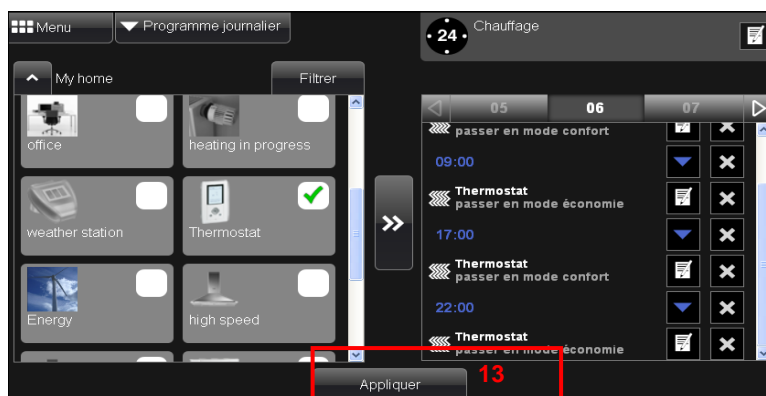 Menu
Programme journalier
24
Chauffage
My home
Filtrer
05
06
07
office
heating in progress
passer en mode confort
09:00
weather station
Thermostat
Thermostat
passer en mode économie
17:00
Thermostat
passer en mode confort
Energy
high speed
22:00
Thermostat
passer en mode économie
Appliquer
13